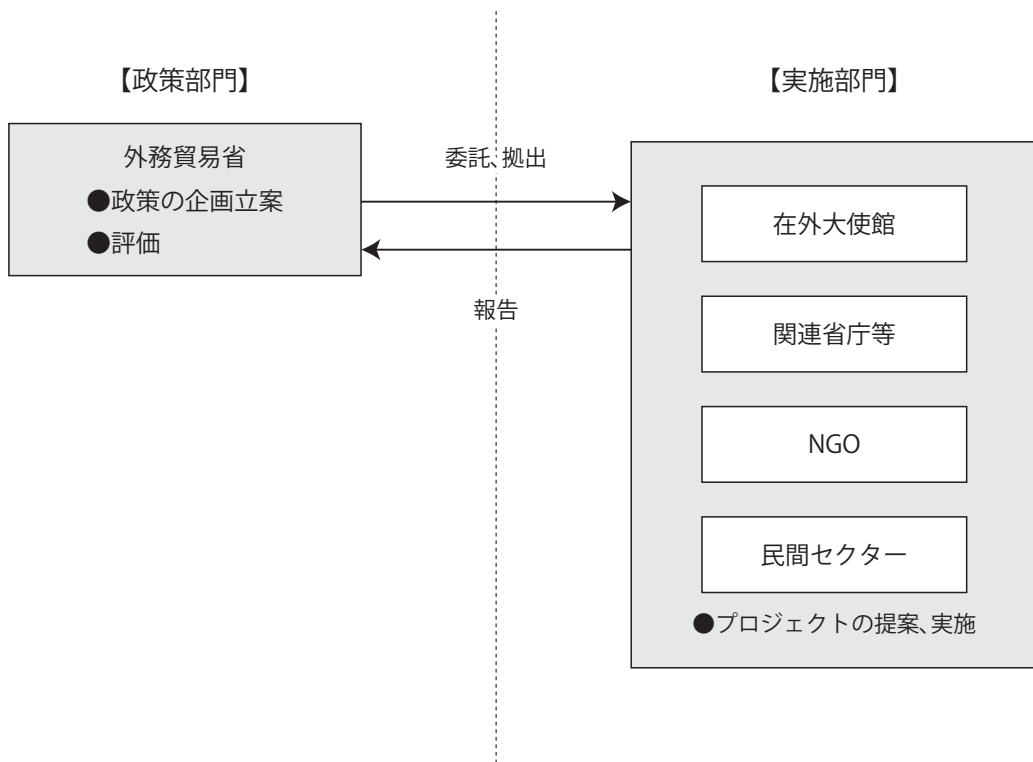 【政策部門】
外務貿易省
●政策の企画立案
●評価
委託、拠出
報告
【実施部門】
在外大使館
関連省庁等
NGO
民間セクター
●プロジェクトの提案、実施